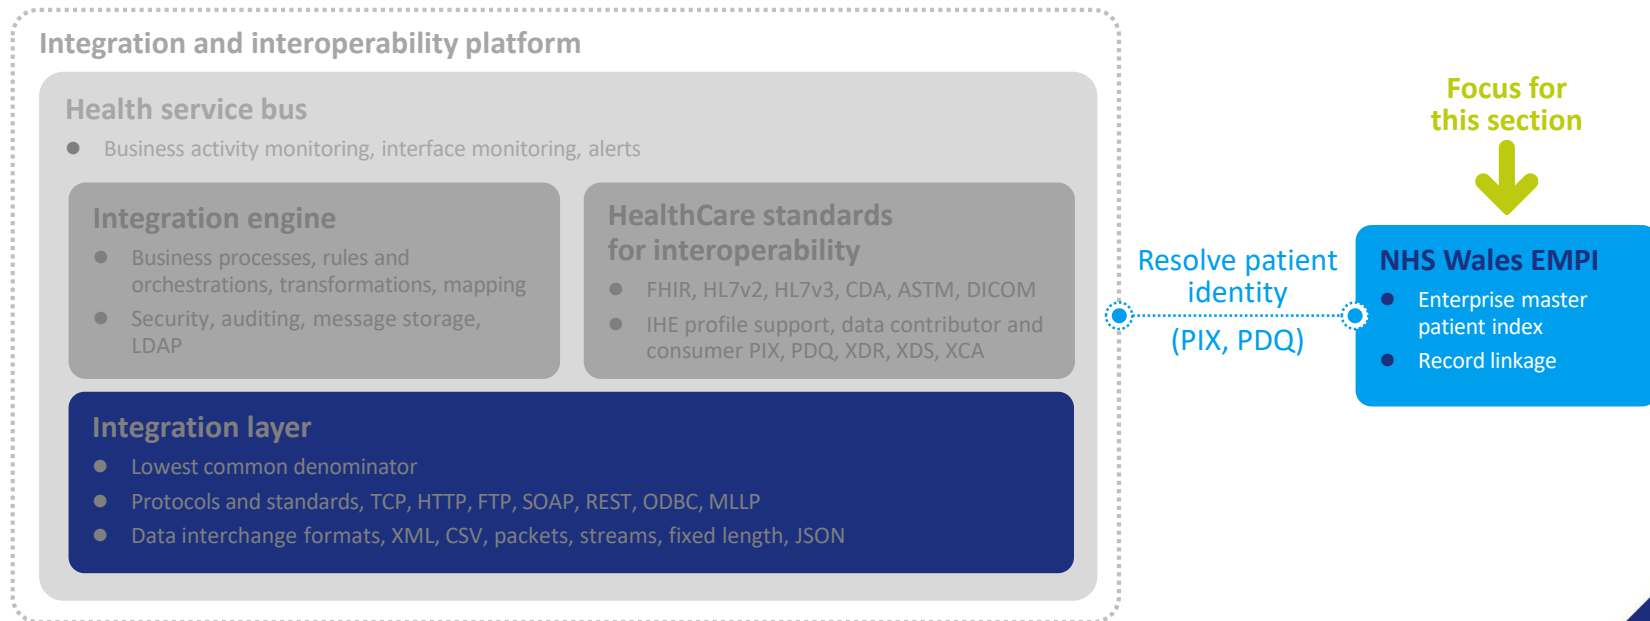 Integration and interoperability platform
Health service bus
● Business activity monitoring, interface monitoring, alerts
Integration engine
● Business processes, rules and
orchestrations, transformations, mapping
● Security, auditing, message storage,
LDAP
HealthCare standards
for interoperability
● FHIR, HL7v2, HL7v3, CDA, ASTM, DICOM
● IHE profile support, data contributor and
consumer PIX, PDQ, XDR, XDS, XCA
Integration layer
● Lowest common denominator
● Protocols and standards, TCP, HTTP, FTP, SOAP, REST, ODBC, MLLP
● Data interchange formats, XML, CSV, packets, streams, fixed length, JSON
Resolve patient
identity
(PIX, PDQ)
Focus for
this section
NHS Wales EMPI
● Enterprise master
patient index
● Record linkage